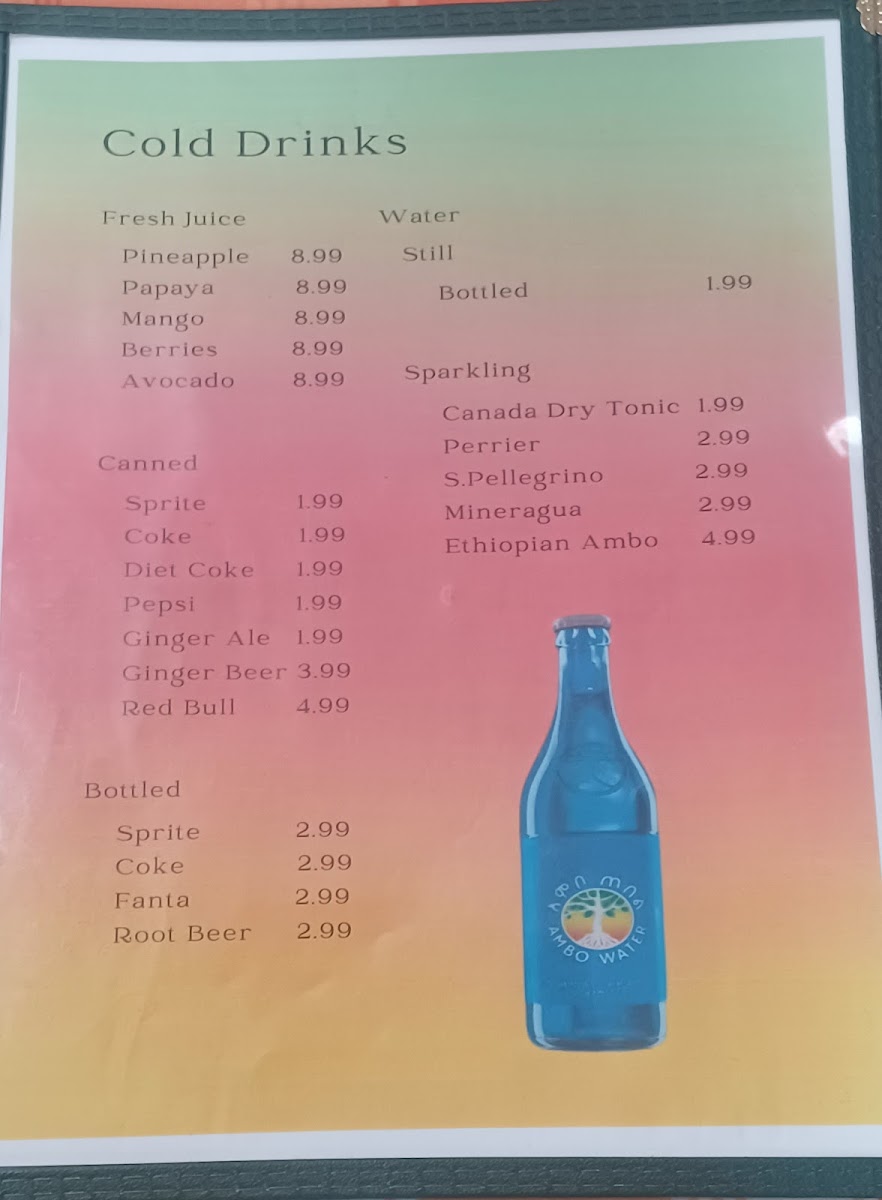 Cold Drinks
Fresh Juice
Pineapple 8.99
Papaya 8.99
Mango 8.99
Berries 8.99
Avocado 8.99
Canned
Sprite 1.99
Coke 1.99
Diet Coke 1.99
Pepsi 1.99
Ginger Ale 1.99
Ginger Beer 3.99
Red Bull 4.99
Bottled
Sprite 2.99
Coke 2.99
Fanta 2.99
Root Beer 2.99
Water
Still
Bottled 1.99
Sparkling
Canada Dry Tonic 1.99
Perrier 2.99
S.Pellegrino 2.99
Mineragua 2.99
Ethiopian Ambo 4.99
አምቦ ጠበል
AMBO WATER